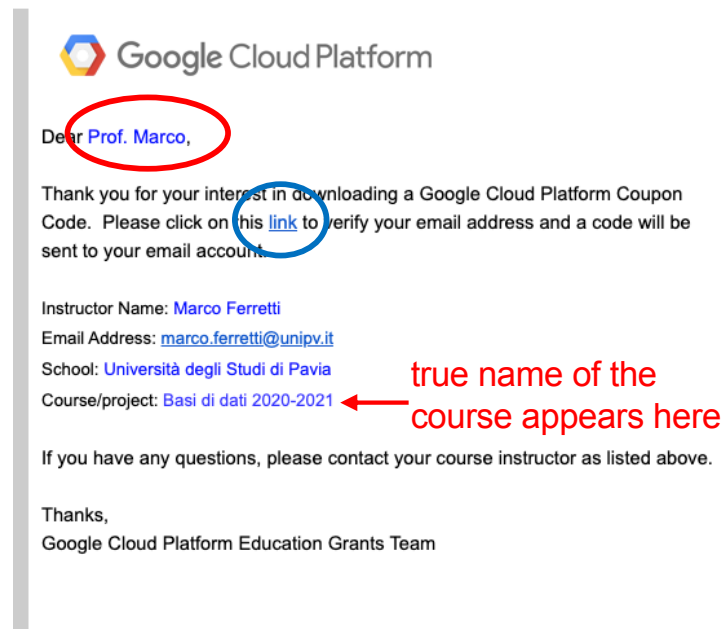 Google Cloud Platform
Dear Prof. Marco,
Thank you for your interest in downloading a Google Cloud Platform Coupon
Code. Please click on this link to verify your email address and a code will be
sent to your email account.
Instructor Name: Marco Ferretti
Email Address: marco.ferretti@unipv.it
School: Università degli Studi di Pavia
Course/project: Basi di dati 2020-2021
true name of the
course appears here
If you have any questions, please contact your course instructor as listed above.
Thanks,
Google Cloud Platform Education Grants Team